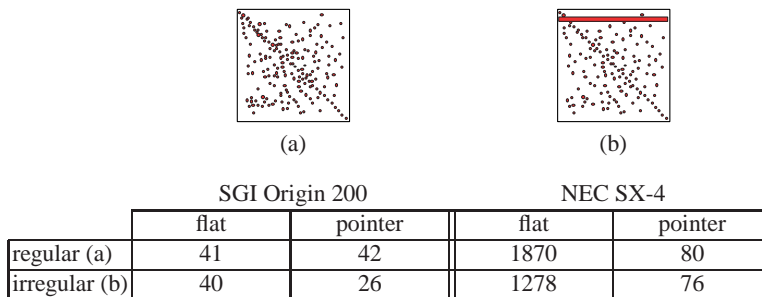 (a) (b)
SGI Origin 200 NEC SX-4
flat pointer flat pointer
regular (a) 41 42 1870 80
irregular (b) 40 26 1278 76